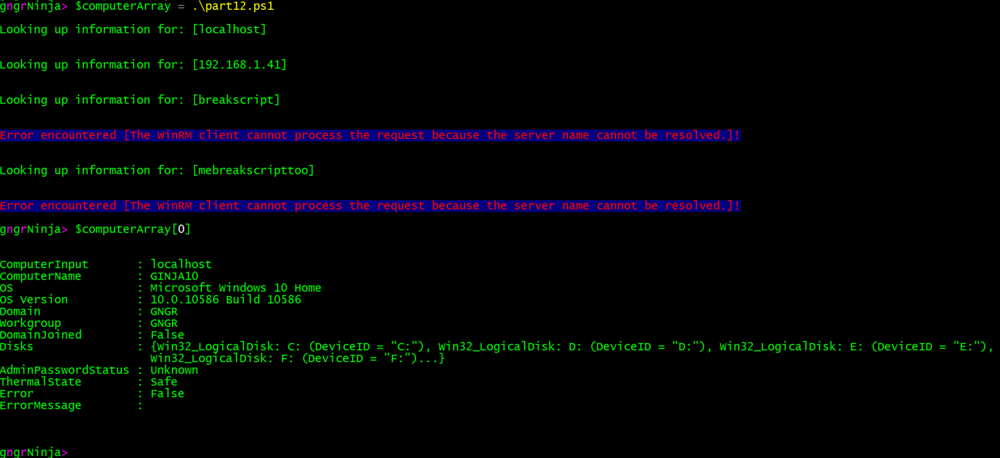 gngrNinja> $computerArray = .\part12.ps1
Looking up information for: [localhost]
Looking up information for: [192.168.1.41]
Looking up information for: [breakscript]
Error encountered [The WinRM client cannot process the request because the server name cannot be resolved.]!
Looking up information for: [mebreakscripttoo]
Error encountered [The WinRM client cannot process the request because the server name cannot be resolved.]!
gngrNinja> $computerArray[0]
ComputerInput : localhost
ComputerName : GINJA10
OS : Microsoft Windows 10 Home
OS Version : 10.0.10586 Build 10586
Domain : GNGR
Workgroup : GNGR
DomainJoined : False
Disks : {Win32_LogicalDisk: C: (DeviceID = "C:"), Win32_LogicalDisk: D: (DeviceID = "D:"), Win32_LogicalDisk: E: (DeviceID = "E:"),
Win32_LogicalDisk: F: (DeviceID = "F:")...}
AdminPasswordStatus : Unknown
ThermalState : Safe
Error : False
ErrorMessage :
gngrNinja>